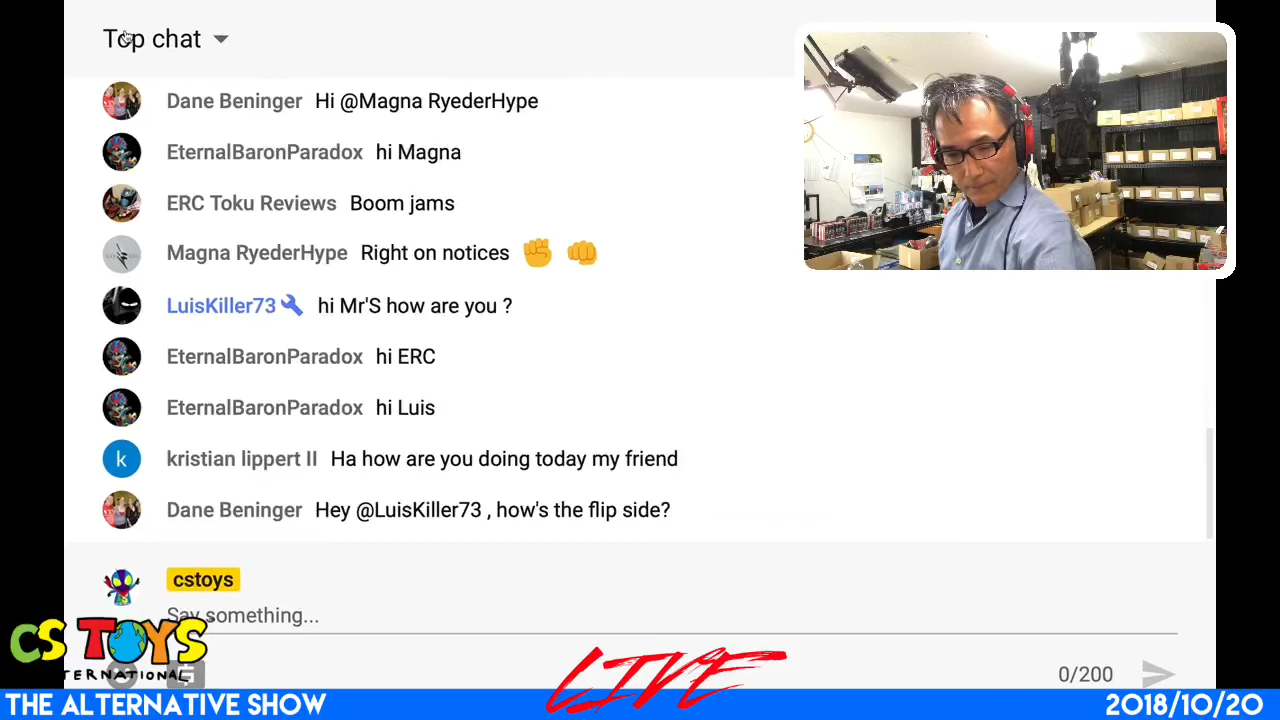 Top chat
Dane Beninger Hi @Magna RyederHype
EternalBaronParadox hi Magna
ERC Toku Reviews Boom jams
Magna RyederHype Right on notices ✊ 👊
LuisKiller73 hi Mr'S how are you ?
EternalBaronParadox hi ERC
EternalBaronParadox hi Luis
k kristian lippert II Ha how are you doing today my friend
Dane Beninger Hey @LuisKiller73 , how's the flip side?
cstoys
Say something...
CS TOYS
TERNATIONAL
LIVE
0/200
THE ALTERNATIVE SHOW
2018/10/20